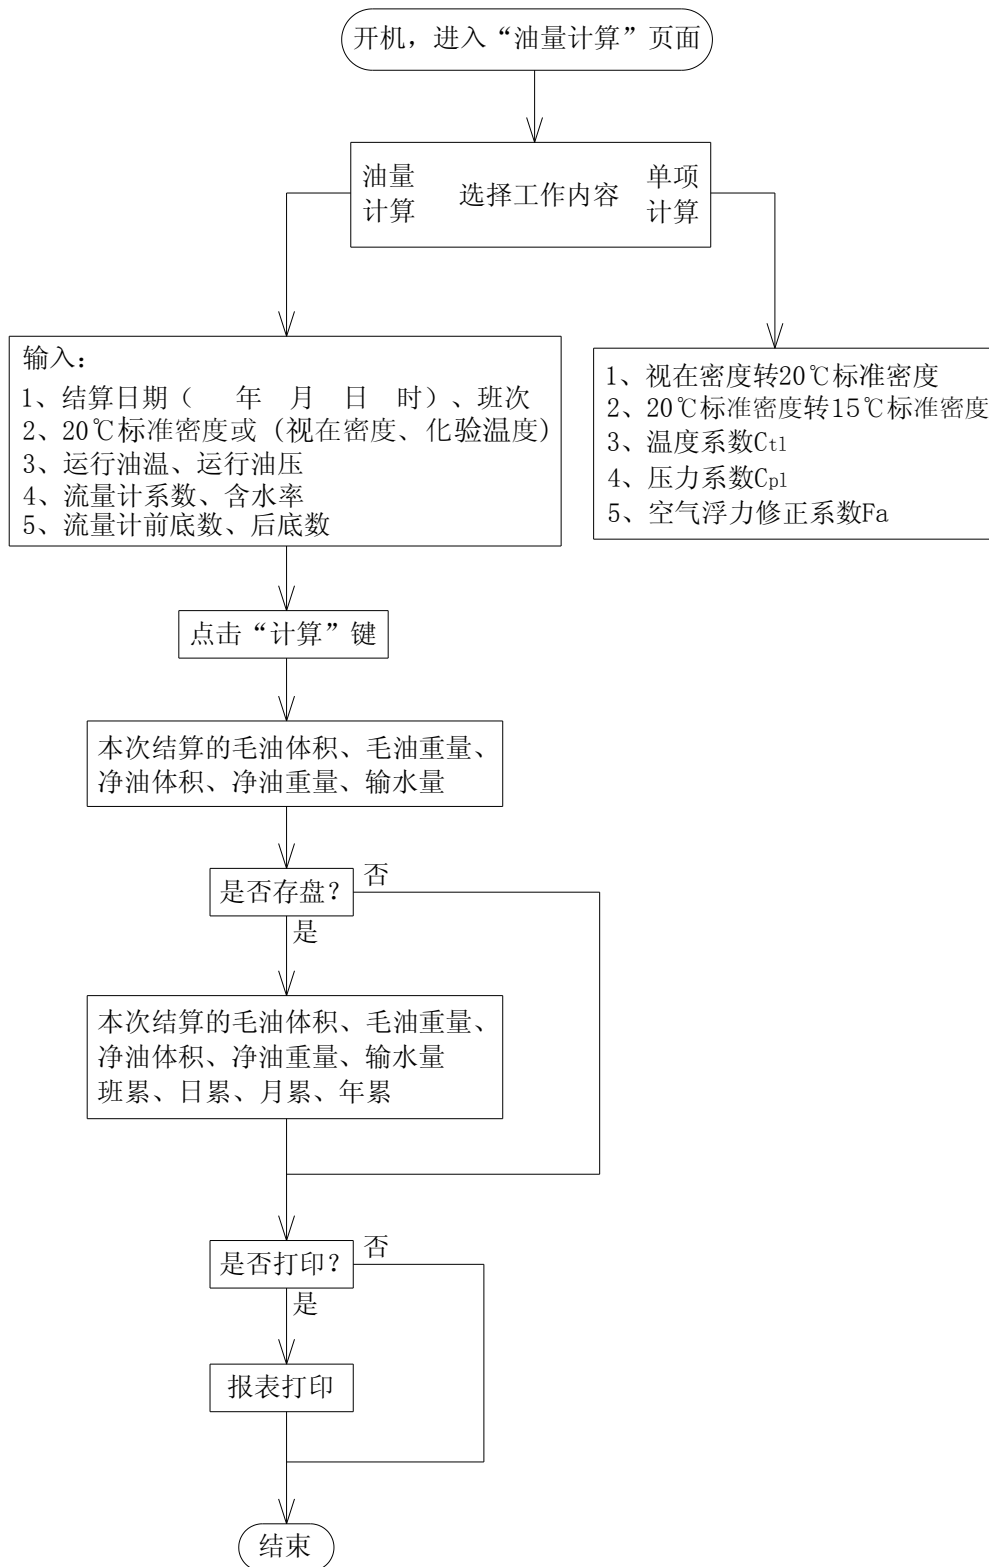 开机，进入“油量计算”页面
油量
计算
选择工作内容
单项
计算
输入：
1、结算日期（　年　月　日　时）、班次
2、20℃标准密度或（视在密度、化验温度）
3、运行油温、运行油压
4、流量计系数、含水率
5、流量计前底数、后底数
1、视在密度转20℃标准密度
2、20℃标准密度转15℃标准密度
3、温度系数Ctl
4、压力系数Cpl
5、空气浮力修正系数Fa
点击“计算”键
本次结算的毛油体积、毛油重量、
净油体积、净油重量、输水量
是否存盘？
否
是
本次结算的毛油体积、毛油重量、
净油体积、净油重量、输水量
班累、日累、月累、年累
是否打印？
否
是
报表打印
结束